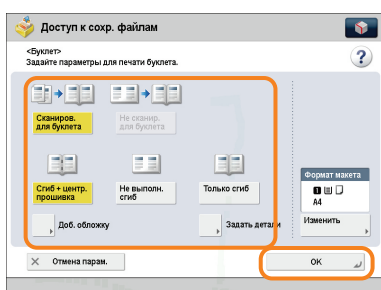 Доступ к сохр. файлам
<Буклет>
Задайте параметры для печати буклета.
?
Сканиров.
для буклета
Не сканир.
для буклета
Сгиб + центр.
прошивка
Не выполн.
сгиб
Только сгиб
Формат макета
1
A4
Доб. обложку
Задать детали
Изменить
× Отмена парам.
OK